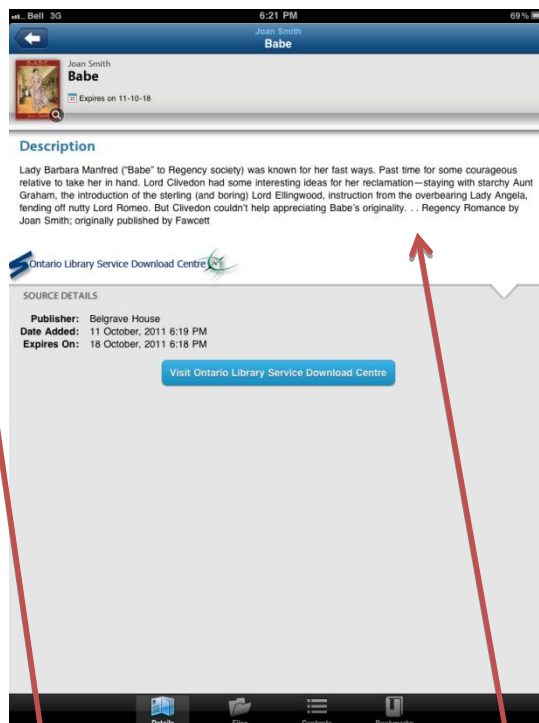 Bell 3G 6:21 PM 69%
Joan Smith
Babe
Joan Smith
Babe
Expires on 11-10-18
Description
Lady Barbara Manfred (“Babe” to Regency society) was known for her fast ways. Past time for some courageous
relative to take her in hand. Lord Clivedon had some interesting ideas for her reclamation—staying with starchy Aunt
Graham, the introduction of the sterling (and boring) Lord Ellingwood, instruction from the overbearing Lady Angela,
fending off nutty Lord Romeo. But Clivedon couldn’t help appreciating Babe’s originality. . . Regency Romance by
Joan Smith; originally published by Fawcett
Ontario Library Service Download Centre
SOURCE DETAILS
Publisher: Belgrave House
Date Added: 11 October, 2011 6:19 PM
Expires On: 18 October, 2011 6:18 PM
Visit Ontario Library Service Download Centre
Details Files Contents Bookmarks